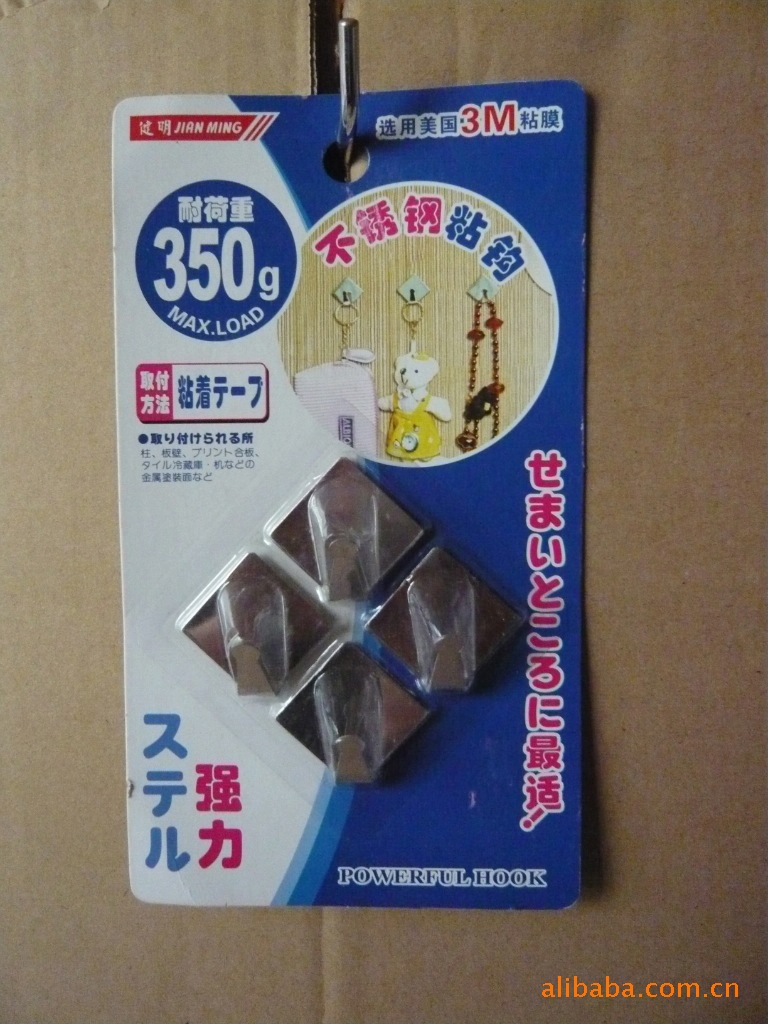 健明 JIAN MING
选用美国·3M粘膜
耐荷重
350g
MAX.LOAD
不锈钢粘钩
取付
方法
粘着テープ
●取り付けられる所
柱、板壁、プリント合板、
タイル冷蔵庫・机などの
金属塗装面など
せまいところに最适!
ステル
强力
POWERFUL HOOK
alibaba.com.cn